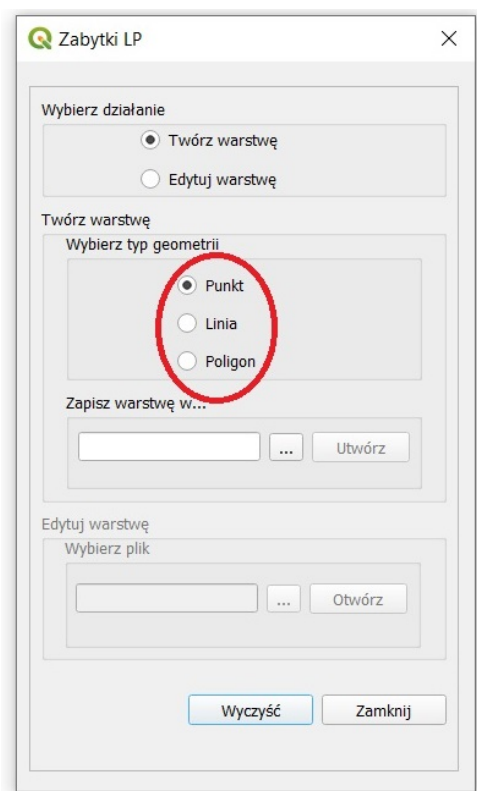 Zabytki LP
Wybierz działanie
Twórz warstwę
Edytuj warstwę
Twórz warstwę
Wybierz typ geometrii
Punkt
Linia
Poligon
Zapisz warstwę w...
... Utwórz
Edytuj warstwę
Wybierz plik
... Otwórz
Wyczyść Zamknij